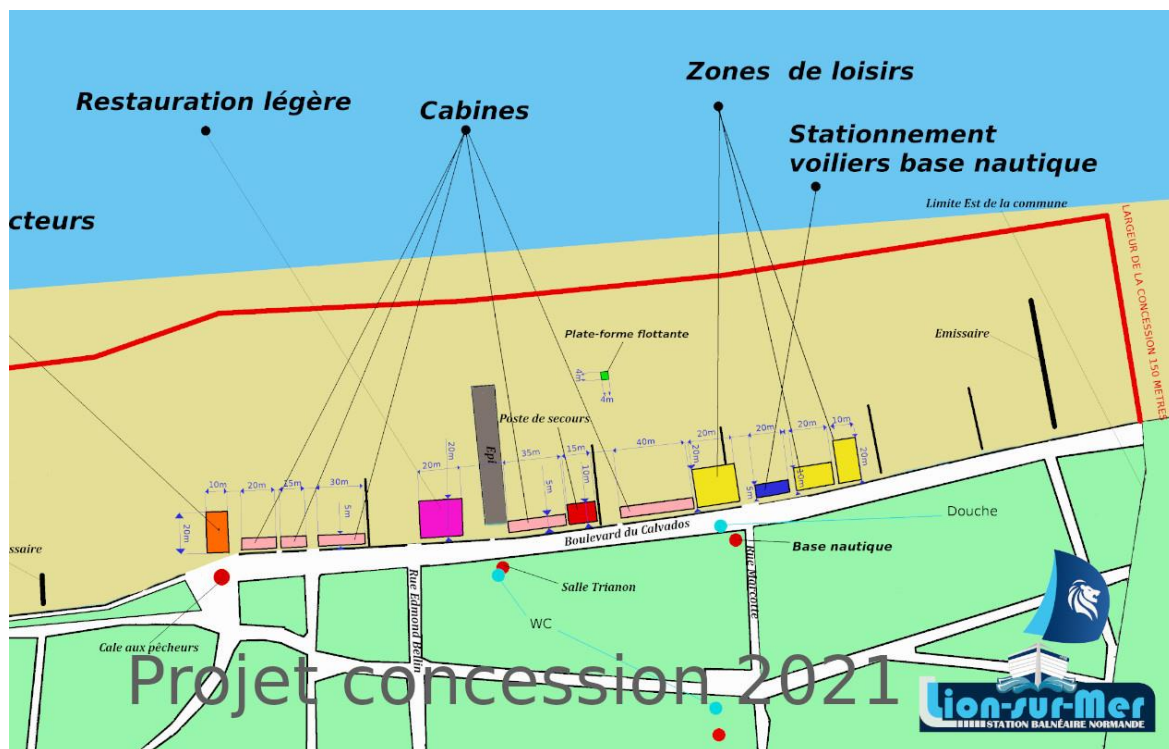 Zones de loisirs
Restauration légère
Cabines
Stationnement
voiliers base nautique
Limite Est de la commune
cteurs
LARGEUR DE LA CONCESSION 150 METRES
Plate-forme flottante
Emissaire
4m
4m
Poste de secours
Epi
10m
20m
15m
30m
20m
20m
35m
15m
40m
20m
20m
20m
10m
20m
5m
5m
10m
20m
5m
10m
20m
Boulevard du Calvados
Douche
ssaire
Base nautique
Salle Trianon
Rue Edmond Bellin
Rue Marcotte
WC
Cale aux pêcheurs
Projet concession 2021
Lion-sur-Mer
STATION BALNÉAIRE NORMANDE